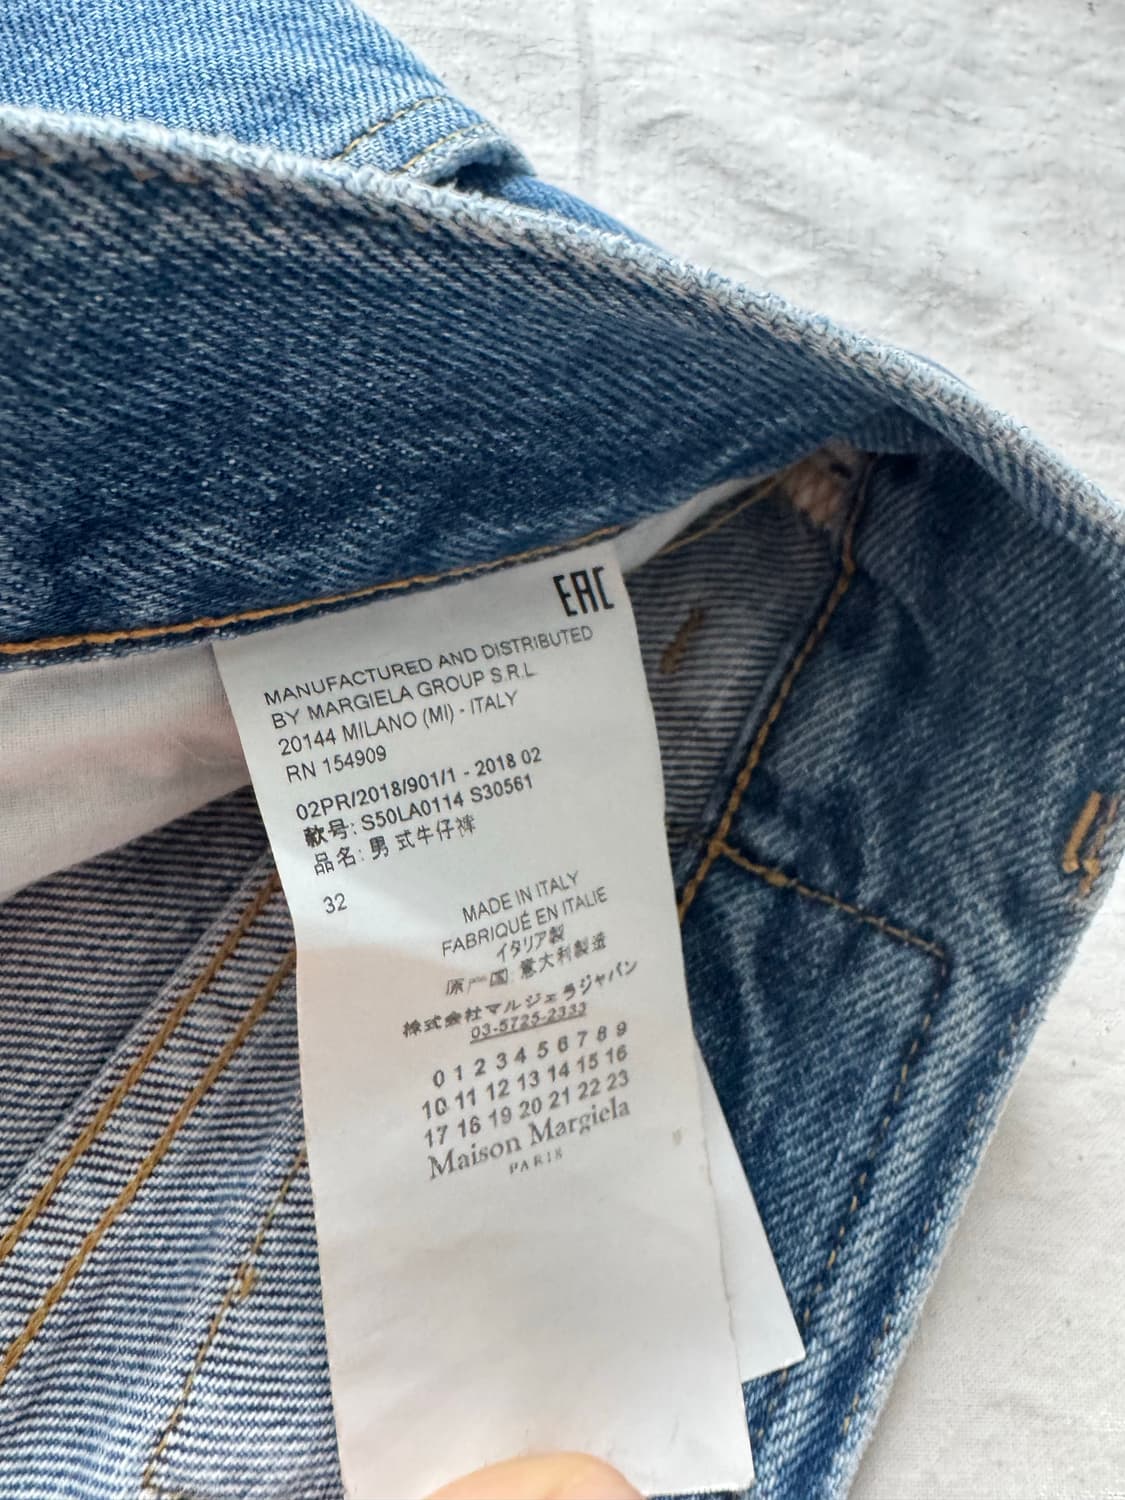 EAC
MANUFACTURED AND DISTRIBUTED
BY MARGIELA GROUP S.R.L
20144 MILANO (MI) - ITALY
RN 154909
02PR/2018/901/1 - 2018 02
款号: S50LA0114 S30561
品名: 男式牛仔裤
32
MADE IN ITALY
FABRIQUÉ EN ITALIE
イタリア製
原产国: 意大利製造
株式会社マルジェラジャパン
03-5725-2333
0 1 2 3 4 5 6 7 8 9
10 11 12 13 14 15 16
17 18 19 20 21 22 23
Maison Margiela
PARIS